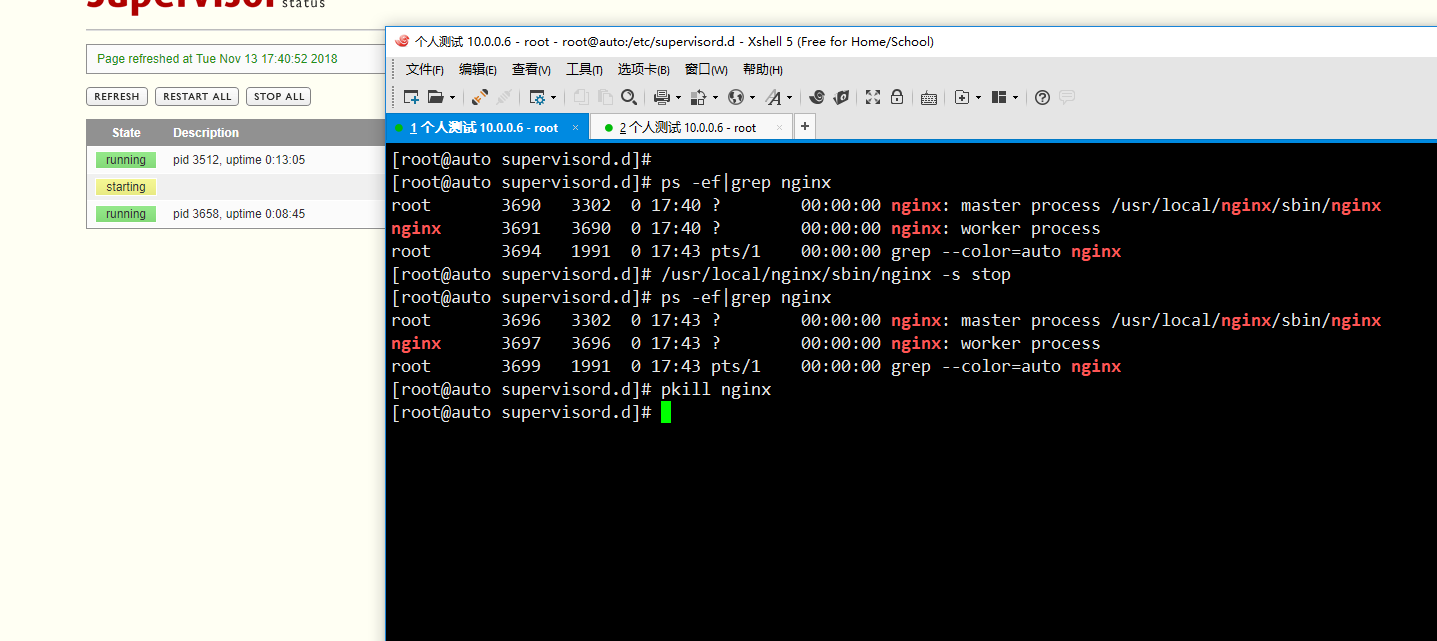 Supervisor status
Page refreshed at Tue Nov 13 17:40:52 2018
REFRESH RESTART ALL STOP ALL
State Description
running pid 3512, uptime 0:13:05
starting
running pid 3658, uptime 0:08:45
个人测试 10.0.0.6 - root - root@auto:/etc/supervisord.d - Xshell 5 (Free for Home/School)
文件(F) 编辑(E) 查看(V) 工具(T) 选项卡(B) 窗口(W) 帮助(H)
1 个人测试 10.0.0.6 - root × 2 个人测试 10.0.0.6 - root × +
[root@auto supervisord.d]#
[root@auto supervisord.d]# ps -ef|grep nginx
root 3690 3302 0 17:40 ? 00:00:00 nginx: master process /usr/local/nginx/sbin/nginx
nginx 3691 3690 0 17:40 ? 00:00:00 nginx: worker process
root 3694 1991 0 17:43 pts/1 00:00:00 grep --color=auto nginx
[root@auto supervisord.d]# /usr/local/nginx/sbin/nginx -s stop
[root@auto supervisord.d]# ps -ef|grep nginx
root 3696 3302 0 17:43 ? 00:00:00 nginx: master process /usr/local/nginx/sbin/nginx
nginx 3697 3696 0 17:43 ? 00:00:00 nginx: worker process
root 3699 1991 0 17:43 pts/1 00:00:00 grep --color=auto nginx
[root@auto supervisord.d]# pkill nginx
[root@auto supervisord.d]#